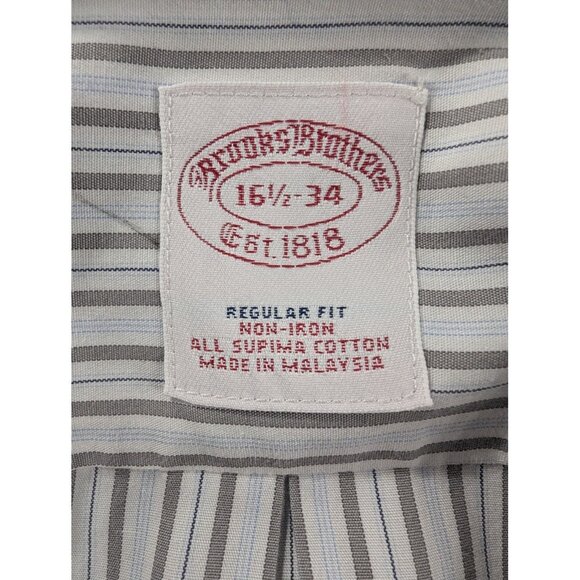 Brooks Brothers
16½-34
Est. 1818
REGULAR FIT
NON-IRON
ALL SUPIMA COTTON
MADE IN MALAYSIA